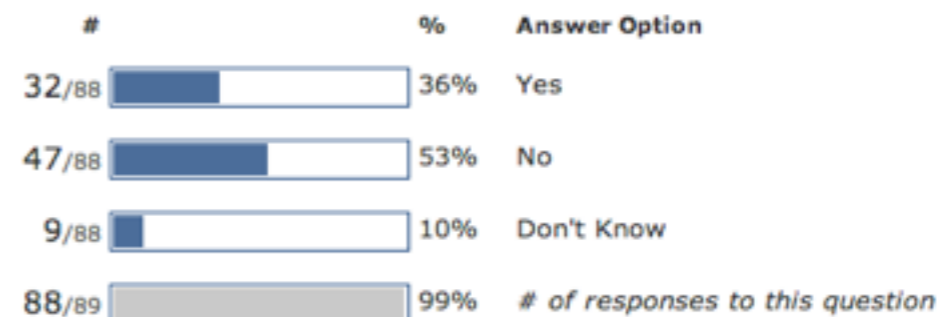 # % Answer Option
32/88 36% Yes
47/88 53% No
9/88 10% Don't Know
88/89 99% # of responses to this question